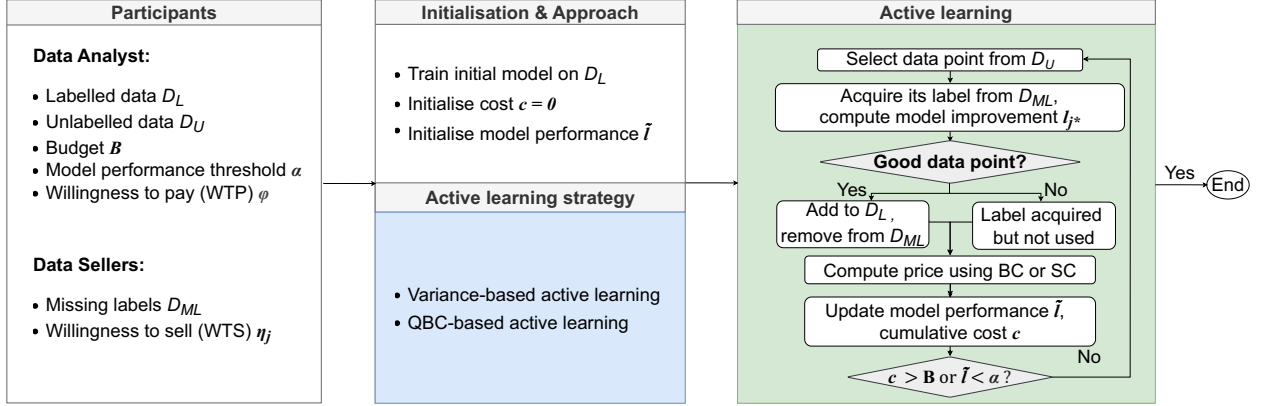 Participants
Data Analyst:
• Labelled data D_L
• Unlabelled data D_U
• Budget B
• Model performance threshold α
• Willingness to pay (WTP) φ
Data Sellers:
• Missing labels D_ML
• Willingness to sell (WTS) η_j
Initialisation & Approach
• Train initial model on D_L
• Initialise cost c = 0
• Initialise model performance l̃
Active learning strategy
• Variance-based active learning
• QBC-based active learning
Active learning
Select data point from D_U
Acquire its label from D_ML,
compute model improvement l_j*
Good data point?
Yes
No
Add to D_L ,
remove from D_ML
Label acquired
but not used
Compute price using BC or SC
Update model performance l̃,
cumulative cost c
No
c > B or l̃ < α ?
Yes
End